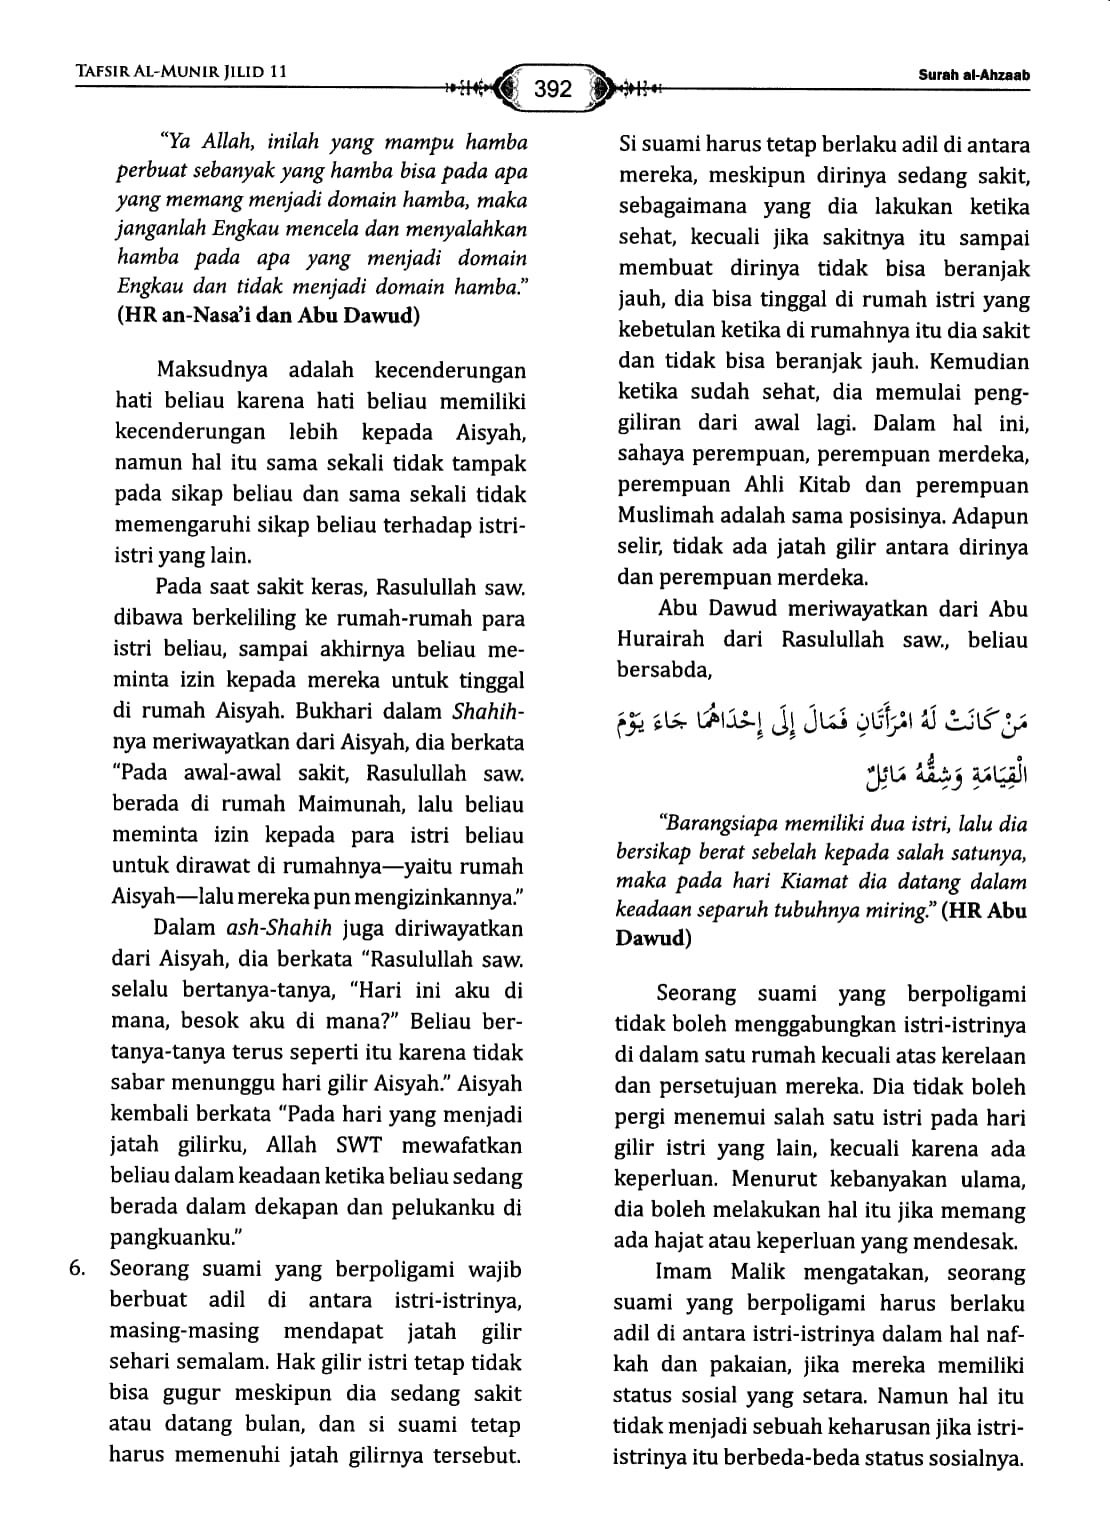 TAFSIR AL-MUNIR JILID 11
392
Surah al-Ahzaab
“Ya Allah, inilah yang mampu hamba
perbuat sebanyak yang hamba bisa pada apa
yang memang menjadi domain hamba, maka
janganlah Engkau mencela dan menyalahkan
hamba pada apa yang menjadi domain
Engkau dan tidak menjadi domain hamba.”
(HR an-Nasa’i dan Abu Dawud)
Maksudnya adalah kecenderungan
hati beliau karena hati beliau memiliki
kecenderungan lebih kepada Aisyah,
namun hal itu sama sekali tidak tampak
pada sikap beliau dan sama sekali tidak
memengaruhi sikap beliau terhadap istri-
istri yang lain.
Pada saat sakit keras, Rasulullah saw.
dibawa berkeliling ke rumah-rumah para
istri beliau, sampai akhirnya beliau me-
minta izin kepada mereka untuk tinggal
di rumah Aisyah. Bukhari dalam Shahih-
nya meriwayatkan dari Aisyah, dia berkata
“Pada awal-awal sakit, Rasulullah saw.
berada di rumah Maimunah, lalu beliau
meminta izin kepada para istri beliau
untuk dirawat di rumahnya—yaitu rumah
Aisyah—lalu mereka pun mengizinkannya.”
Dalam ash-Shahih juga diriwayatkan
dari Aisyah, dia berkata “Rasulullah saw.
selalu bertanya-tanya, “Hari ini aku di
mana, besok aku di mana?” Beliau ber-
tanya-tanya terus seperti itu karena tidak
sabar menunggu hari gilir Aisyah.” Aisyah
kembali berkata “Pada hari yang menjadi
jatah gilirku, Allah SWT mewafatkan
beliau dalam keadaan ketika beliau sedang
berada dalam dekapan dan pelukanku di
pangkuanku.”
6. Seorang suami yang berpoligami wajib
berbuat adil di antara istri-istrinya,
masing-masing mendapat jatah gilir
sehari semalam. Hak gilir istri tetap tidak
bisa gugur meskipun dia sedang sakit
atau datang bulan, dan si suami tetap
harus memenuhi jatah gilirnya tersebut.
Si suami harus tetap berlaku adil di antara
mereka, meskipun dirinya sedang sakit,
sebagaimana yang dia lakukan ketika
sehat, kecuali jika sakitnya itu sampai
membuat dirinya tidak bisa beranjak
jauh, dia bisa tinggal di rumah istri yang
kebetulan ketika di rumahnya itu dia sakit
dan tidak bisa beranjak jauh. Kemudian
ketika sudah sehat, dia memulai peng-
giliran dari awal lagi. Dalam hal ini,
sahaya perempuan, perempuan merdeka,
perempuan Ahli Kitab dan perempuan
Muslimah adalah sama posisinya. Adapun
selir, tidak ada jatah gilir antara dirinya
dan perempuan merdeka.
Abu Dawud meriwayatkan dari Abu
Hurairah dari Rasulullah saw., beliau
bersabda,
مَنْ كَانَتْ لَهُ امْرَأَتَانِ فَمَالَ إِلَى إِحْدَاهُمَا جَاءَ يَوْمَ
الْقِيَامَةِ وَشِقُّهُ مَائِلٌ
“Barangsiapa memiliki dua istri, lalu dia
bersikap berat sebelah kepada salah satunya,
maka pada hari Kiamat dia datang dalam
keadaan separuh tubuhnya miring.” (HR Abu
Dawud)
Seorang suami yang berpoligami
tidak boleh menggabungkan istri-istrinya
di dalam satu rumah kecuali atas kerelaan
dan persetujuan mereka. Dia tidak boleh
pergi menemui salah satu istri pada hari
gilir istri yang lain, kecuali karena ada
keperluan. Menurut kebanyakan ulama,
dia boleh melakukan hal itu jika memang
ada hajat atau keperluan yang mendesak.
Imam Malik mengatakan, seorang
suami yang berpoligami harus berlaku
adil di antara istri-istrinya dalam hal naf-
kah dan pakaian, jika mereka memiliki
status sosial yang setara. Namun hal itu
tidak menjadi sebuah keharusan jika istri-
istrinya itu berbeda-beda status sosialnya.